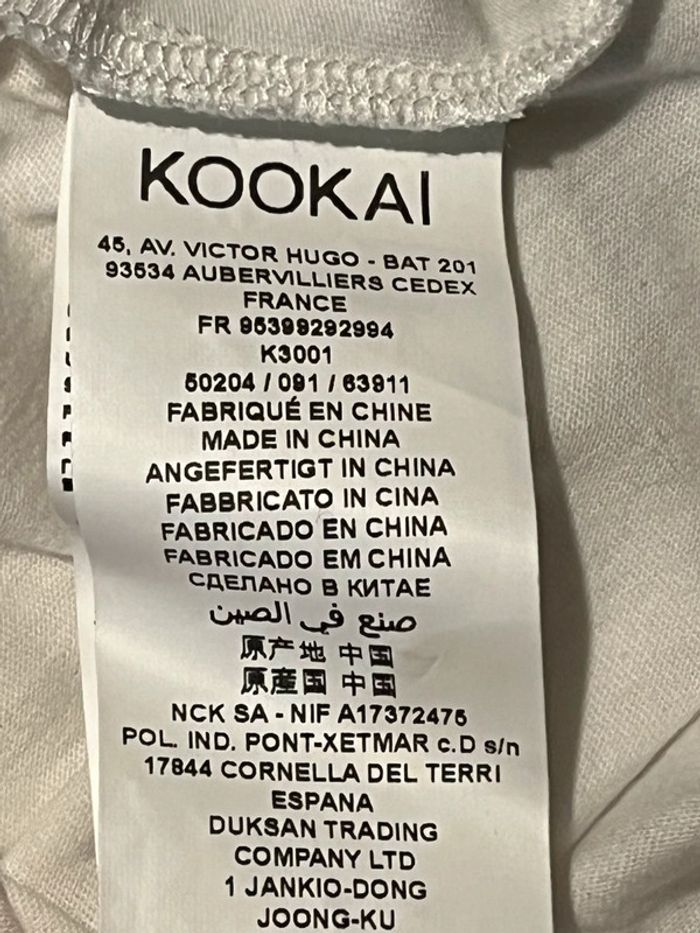 KOOKAI
45, AV. VICTOR HUGO - BAT 201
93534 AUBERVILLIERS CEDEX
FRANCE
FR 95399292994
K3001
50204 / 091 / 63911
FABRIQUÉ EN CHINE
MADE IN CHINA
ANGEFERTIGT IN CHINA
FABBRICATO IN CINA
FABRICADO EN CHINA
FABRICADO EM CHINA
СДЕЛАНО В КИТАЕ
صنع في الصين
原产地 中国
原産国 中国
NCK SA - NIF A17372475
POL. IND. PONT-XETMAR c.D s/n
17844 CORNELLA DEL TERRI
ESPANA
DUKSAN TRADING
COMPANY LTD
1 JANKIO-DONG
JOONG-KU